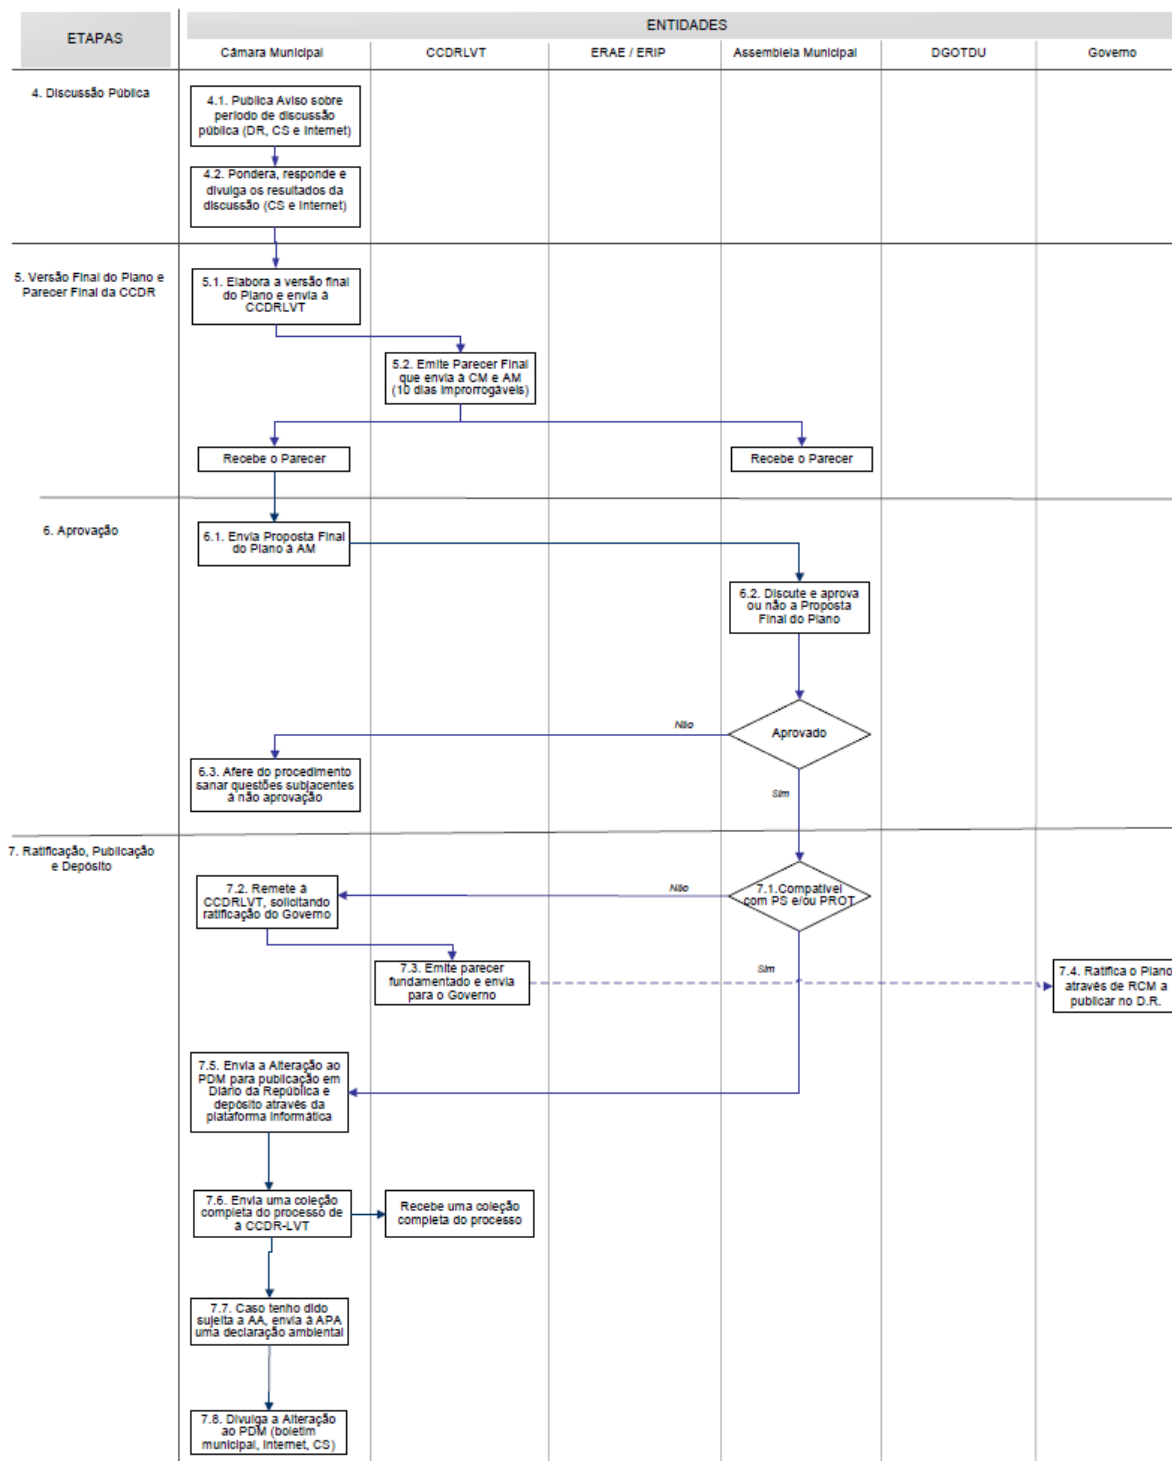 ETAPAS
ENTIDADES
Câmara Municipal
CCDRLVT
ERAE / ERIP
Assembleia Municipal
DGOTDU
Governo
4. Discussão Pública
4.1. Publica Aviso sobre
período de discussão
pública (DR, CS e Internet)
4.2. Pondera, responde e
divulga os resultados da
discussão (CS e Internet)
5. Versão Final do Plano e
Parecer Final da CCDR
5.1. Elabora a versão final
do Plano e envia à
CCDRLVT
5.2. Emite Parecer Final
que envia à CM e AM
(10 dias improrrogáveis)
Recebe o Parecer
Recebe o Parecer
6. Aprovação
6.1. Envia Proposta Final
do Plano à AM
6.2. Discute e aprova
ou não a Proposta
Final do Plano
Não
Aprovado
6.3. Afere do procedimento
sanar questões subjacentes
à não aprovação
Sim
7. Ratificação, Publicação
e Depósito
7.2. Remete à
CCDRLVT, solicitando
ratificação do Governo
Não
7.1.Compatível
com PS e/ou PROT
7.3. Emite parecer
fundamentado e envia
para o Governo
Sim
7.4. Ratifica o Plano
através de RCM a
publicar no D.R.
7.5. Envia a Alteração ao
PDM para publicação em
Diário da República e
depósito através da
plataforma informática
7.6. Envia uma coleção
completa do processo de
à CCDR-LVT
Recebe uma coleção
completa do processo
7.7. Caso tenho dido
sujeita a AA, envia à APA
uma declaração ambiental
7.8. Divulga a Alteração
ao PDM (boletim
municipal, Internet, CS)